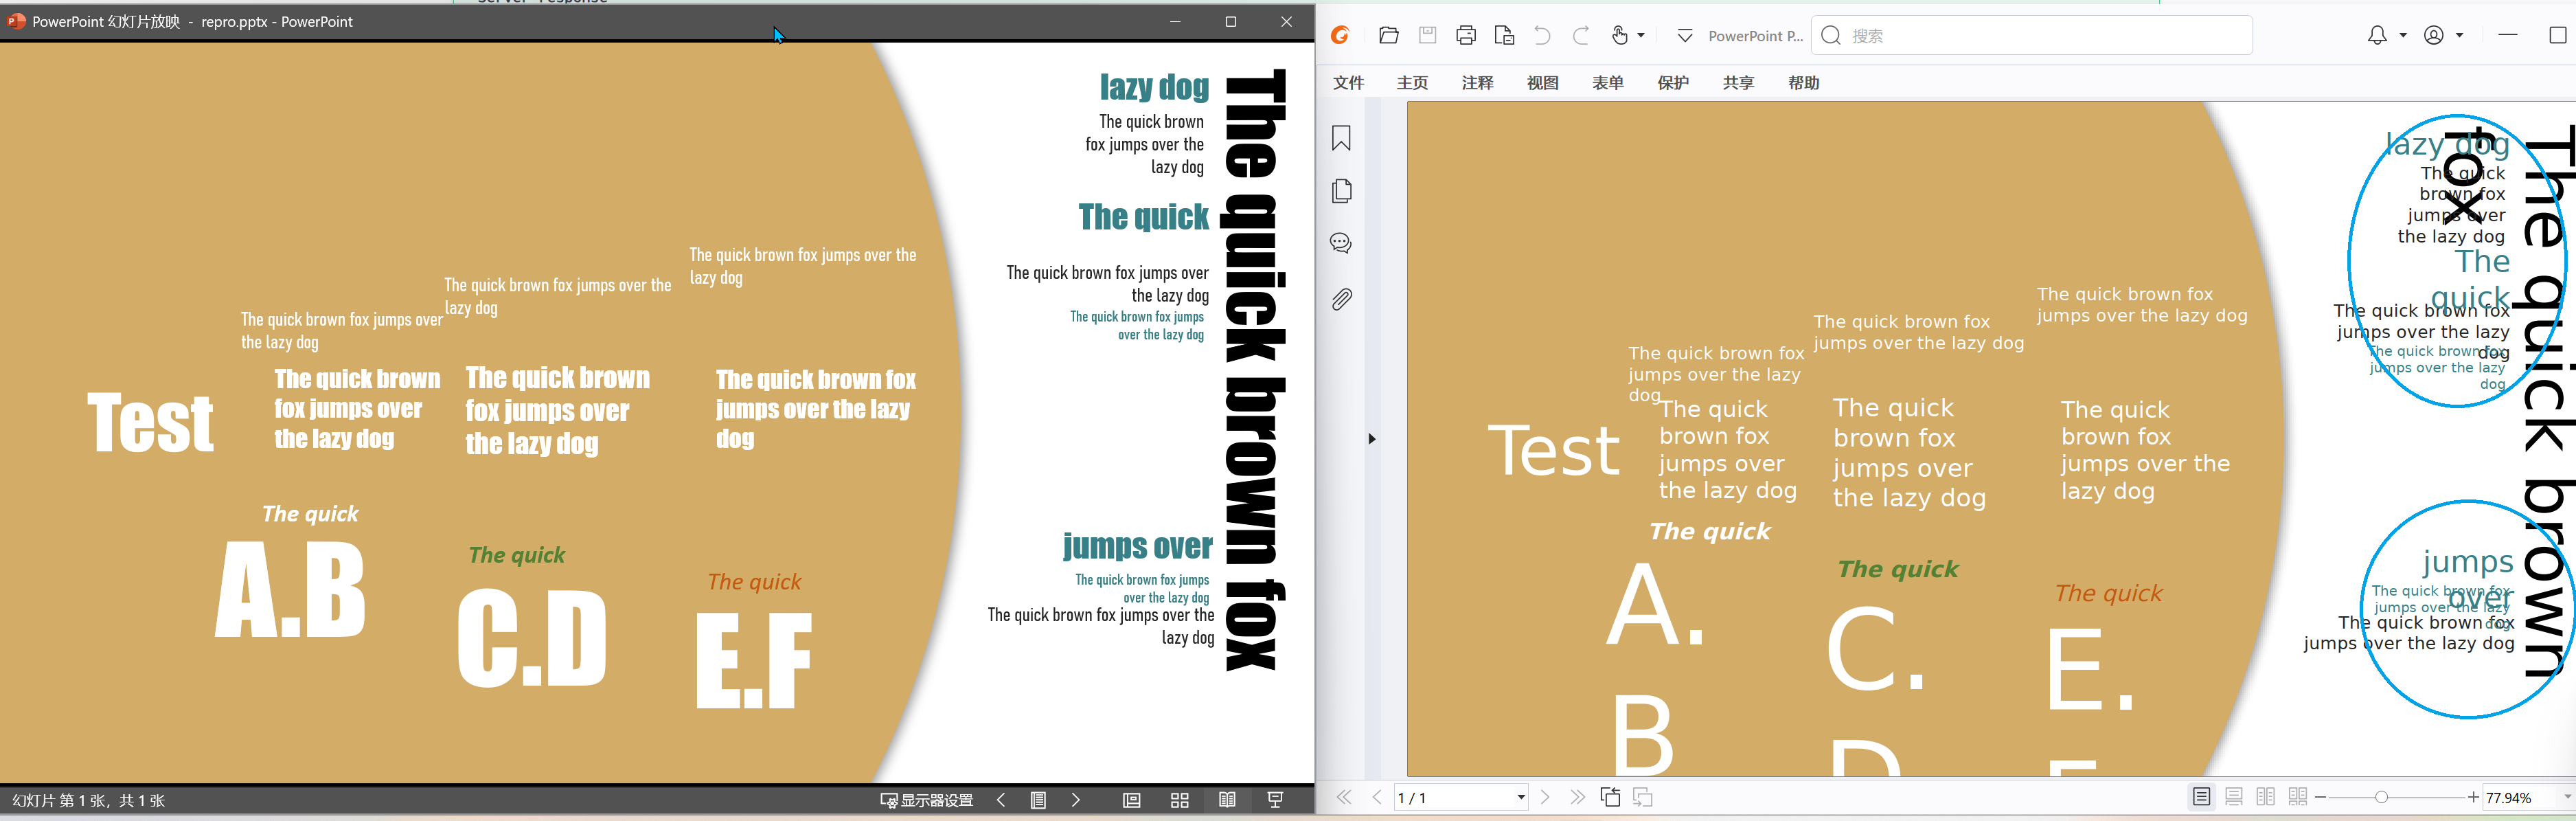 Server response
PowerPoint 幻灯片放映 - repro.pptx - PowerPoint
lazy dog
The quick brown
fox jumps over the
lazy dog
The quick
The quick brown fox jumps over
the lazy dog
The quick brown fox jumps
over the lazy dog
The quick brown fox
The quick brown fox jumps over the
lazy dog
The quick brown fox jumps over the
lazy dog
The quick brown fox jumps over
the lazy dog
Test
The quick brown
fox jumps over
the lazy dog
The quick brown
fox jumps over
the lazy dog
The quick brown fox
jumps over the lazy
dog
The quick
A.B
The quick
C.D
The quick
E.F
jumps over
The quick brown fox jumps
over the lazy dog
The quick brown fox jumps over the
lazy dog
幻灯片 第 1 张，共 1 张
显示器设置
PowerPoint P...
搜索
文件 主页 注释 视图 表单 保护 共享 帮助
lazy dog
The quick
brown fox
jumps over
the lazy dog
The
quick
The quick brown fox
jumps over the lazy
dog
The quick brown fox
jumps over the lazy
dog
The quick brown
fox
The quick brown fox
jumps over the lazy dog
The quick brown fox
jumps over the lazy dog
The quick brown fox
jumps over the lazy
dog
Test
The quick
brown fox
jumps over
the lazy dog
The quick
brown fox
jumps over
the lazy dog
The quick
brown fox
jumps over the
lazy dog
The quick
A.
B
The quick
C.
D
The quick
E.
F
jumps
over
The quick brown fox
jumps over the lazy
dog
The quick brown fox
jumps over the lazy dog
1 / 1
77.94%